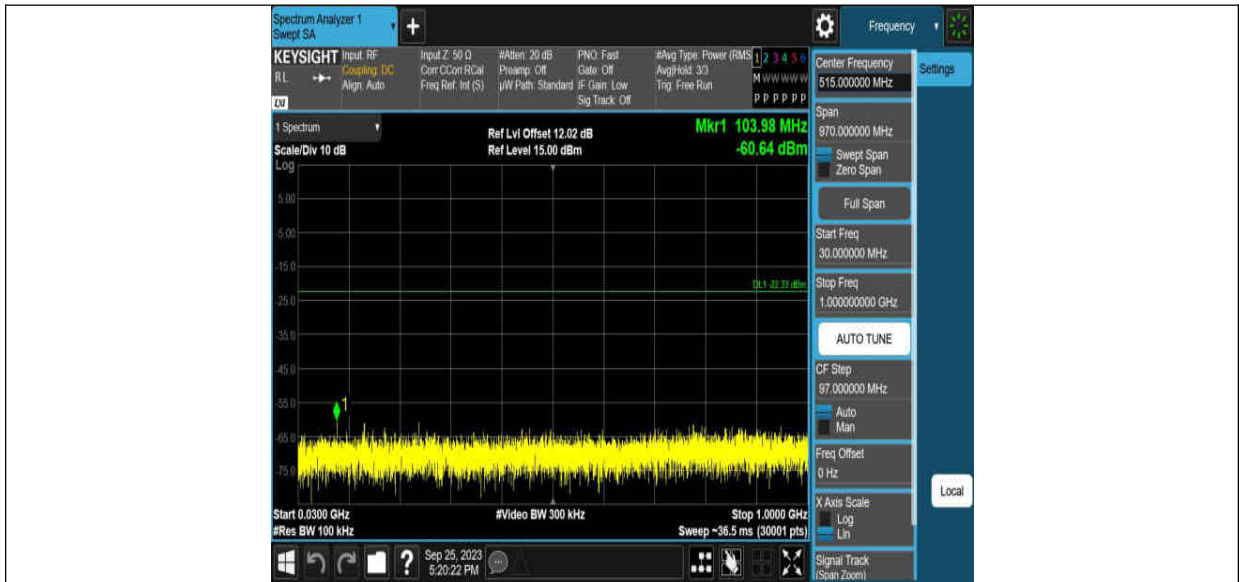 Spectrum Analyzer 1
Swept SA
+
Frequency
KEYSIGHT
RL
LXI
Input: RF
Coupling: DC
Align: Auto
Input Z: 50 Ω
Corr CCorr RCal
Freq Ref: Int (S)
#Atten: 20 dB
Preamp: Off
µW Path: Standard
PNO: Fast
Gate: Off
IF Gain: Low
Sig Track: Off
#Avg Type: Power (RMS
Avg|Hold: 3/3
Trig: Free Run
1 2 3 4 5 6
M W W W W W
P P P P P P
1 Spectrum
Scale/Div 10 dB
Ref Lvl Offset 12.02 dB
Ref Level 15.00 dBm
Mkr1 103.98 MHz
-60.64 dBm
Log
5.00
-5.00
-15.0
DL1 -22.33 dBm
-25.0
-35.0
-45.0
-55.0
1
-65.0
-75.0
Start 0.0300 GHz
#Res BW 100 kHz
#Video BW 300 kHz
Stop 1.0000 GHz
Sweep ~36.5 ms (30001 pts)
Center Frequency
515.000000 MHz
Settings
Span
970.000000 MHz
Swept Span
Zero Span
Full Span
Start Freq
30.000000 MHz
Stop Freq
1.000000000 GHz
AUTO TUNE
CF Step
97.000000 MHz
Auto
Man
Freq Offset
0 Hz
X Axis Scale
Log
Lin
Local
Signal Track
(Span Zoom)
?
Sep 25, 2023
5:20:22 PM